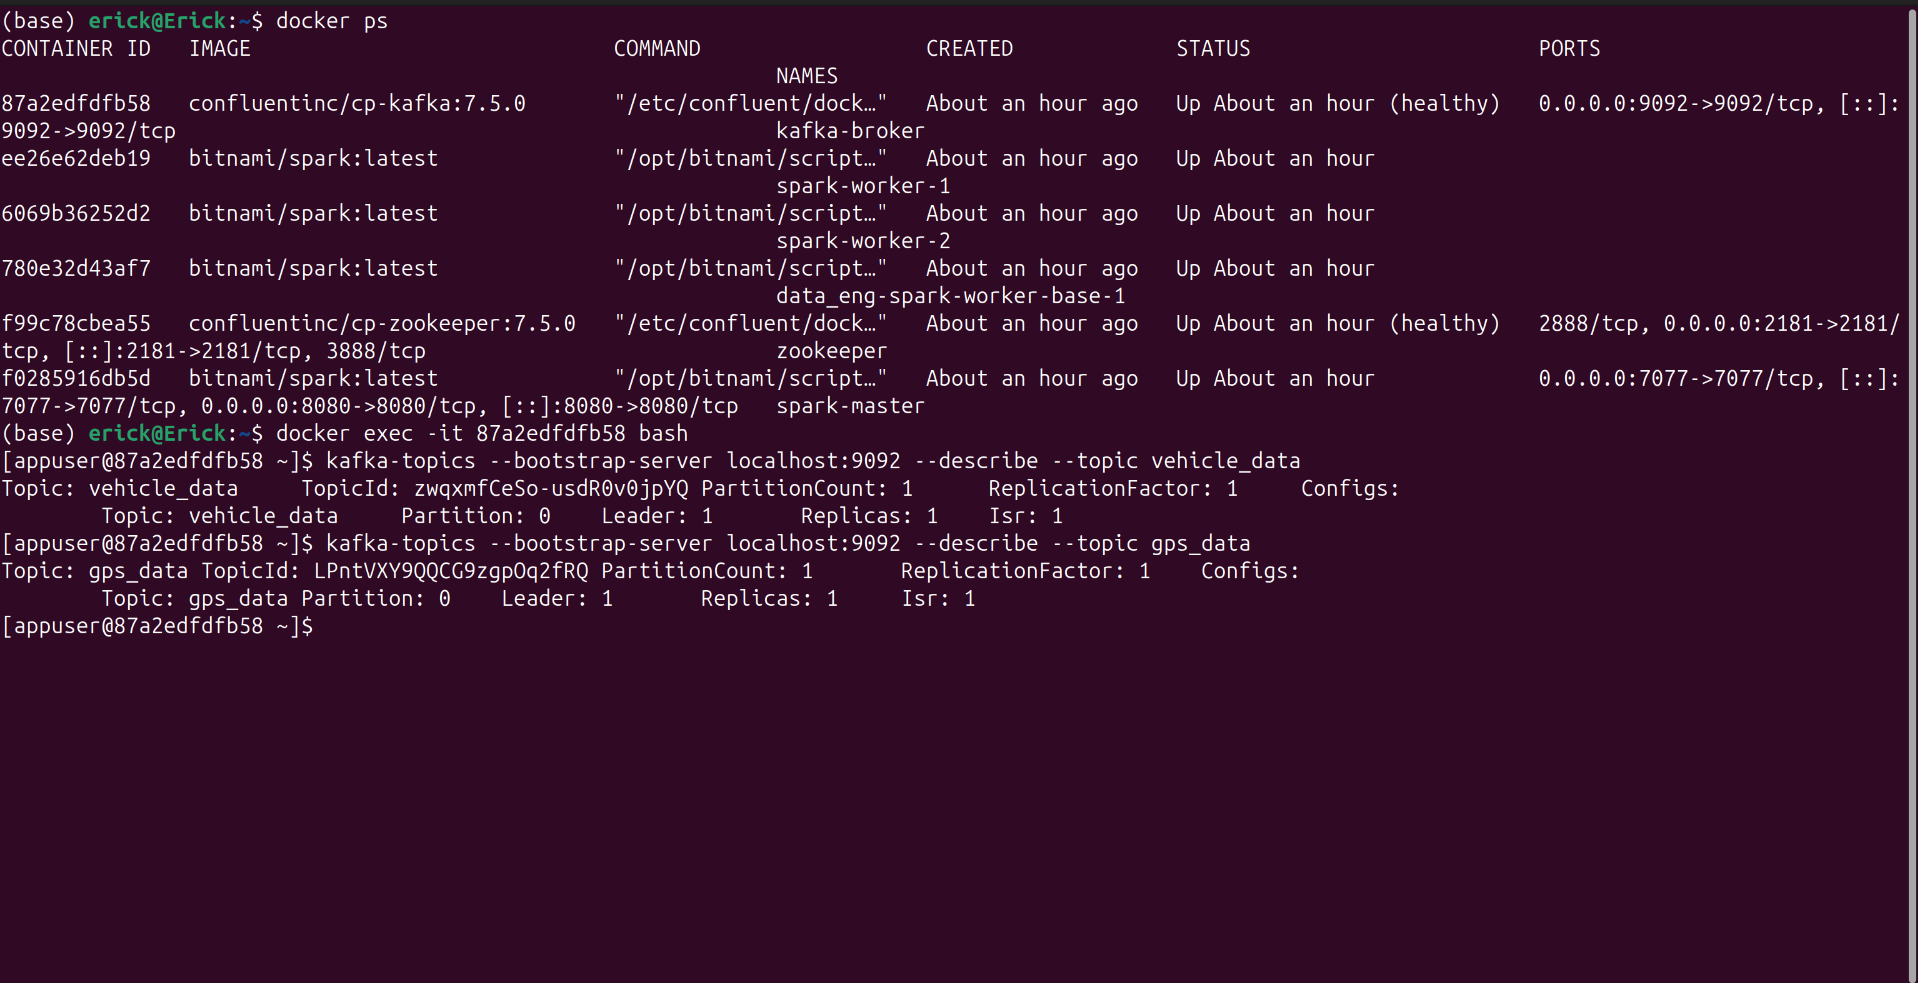 (base) erick@Erick:~$ docker ps
CONTAINER ID   IMAGE                             COMMAND                  CREATED             STATUS                       PORTS
                                                              NAMES
87a2edfdfb58   confluentinc/cp-kafka:7.5.0       "/etc/confluent/dock…"   About an hour ago   Up About an hour (healthy)   0.0.0.0:9092->9092/tcp, [::]:
9092->9092/tcp                                                kafka-broker
ee26e62deb19   bitnami/spark:latest              "/opt/bitnami/script…"   About an hour ago   Up About an hour
                                                              spark-worker-1
6069b36252d2   bitnami/spark:latest              "/opt/bitnami/script…"   About an hour ago   Up About an hour
                                                              spark-worker-2
780e32d43af7   bitnami/spark:latest              "/opt/bitnami/script…"   About an hour ago   Up About an hour
                                                              data_eng-spark-worker-base-1
f99c78cbea55   confluentinc/cp-zookeeper:7.5.0   "/etc/confluent/dock…"   About an hour ago   Up About an hour (healthy)   2888/tcp, 0.0.0.0:2181->2181/
tcp, [::]:2181->2181/tcp, 3888/tcp                            zookeeper
f0285916db5d   bitnami/spark:latest              "/opt/bitnami/script…"   About an hour ago   Up About an hour             0.0.0.0:7077->7077/tcp, [::]:
7077->7077/tcp, 0.0.0.0:8080->8080/tcp, [::]:8080->8080/tcp   spark-master
(base) erick@Erick:~$ docker exec -it 87a2edfdfb58 bash
[appuser@87a2edfdfb58 ~]$ kafka-topics --bootstrap-server localhost:9092 --describe --topic vehicle_data
Topic: vehicle_data     TopicId: zwqxmfCeSo-usdR0v0jpYQ PartitionCount: 1      ReplicationFactor: 1     Configs:
        Topic: vehicle_data     Partition: 0    Leader: 1       Replicas: 1    Isr: 1
[appuser@87a2edfdfb58 ~]$ kafka-topics --bootstrap-server localhost:9092 --describe --topic gps_data
Topic: gps_data TopicId: LPntVXY9QQCG9zgpOq2fRQ PartitionCount: 1       ReplicationFactor: 1    Configs:
        Topic: gps_data Partition: 0    Leader: 1       Replicas: 1     Isr: 1
[appuser@87a2edfdfb58 ~]$